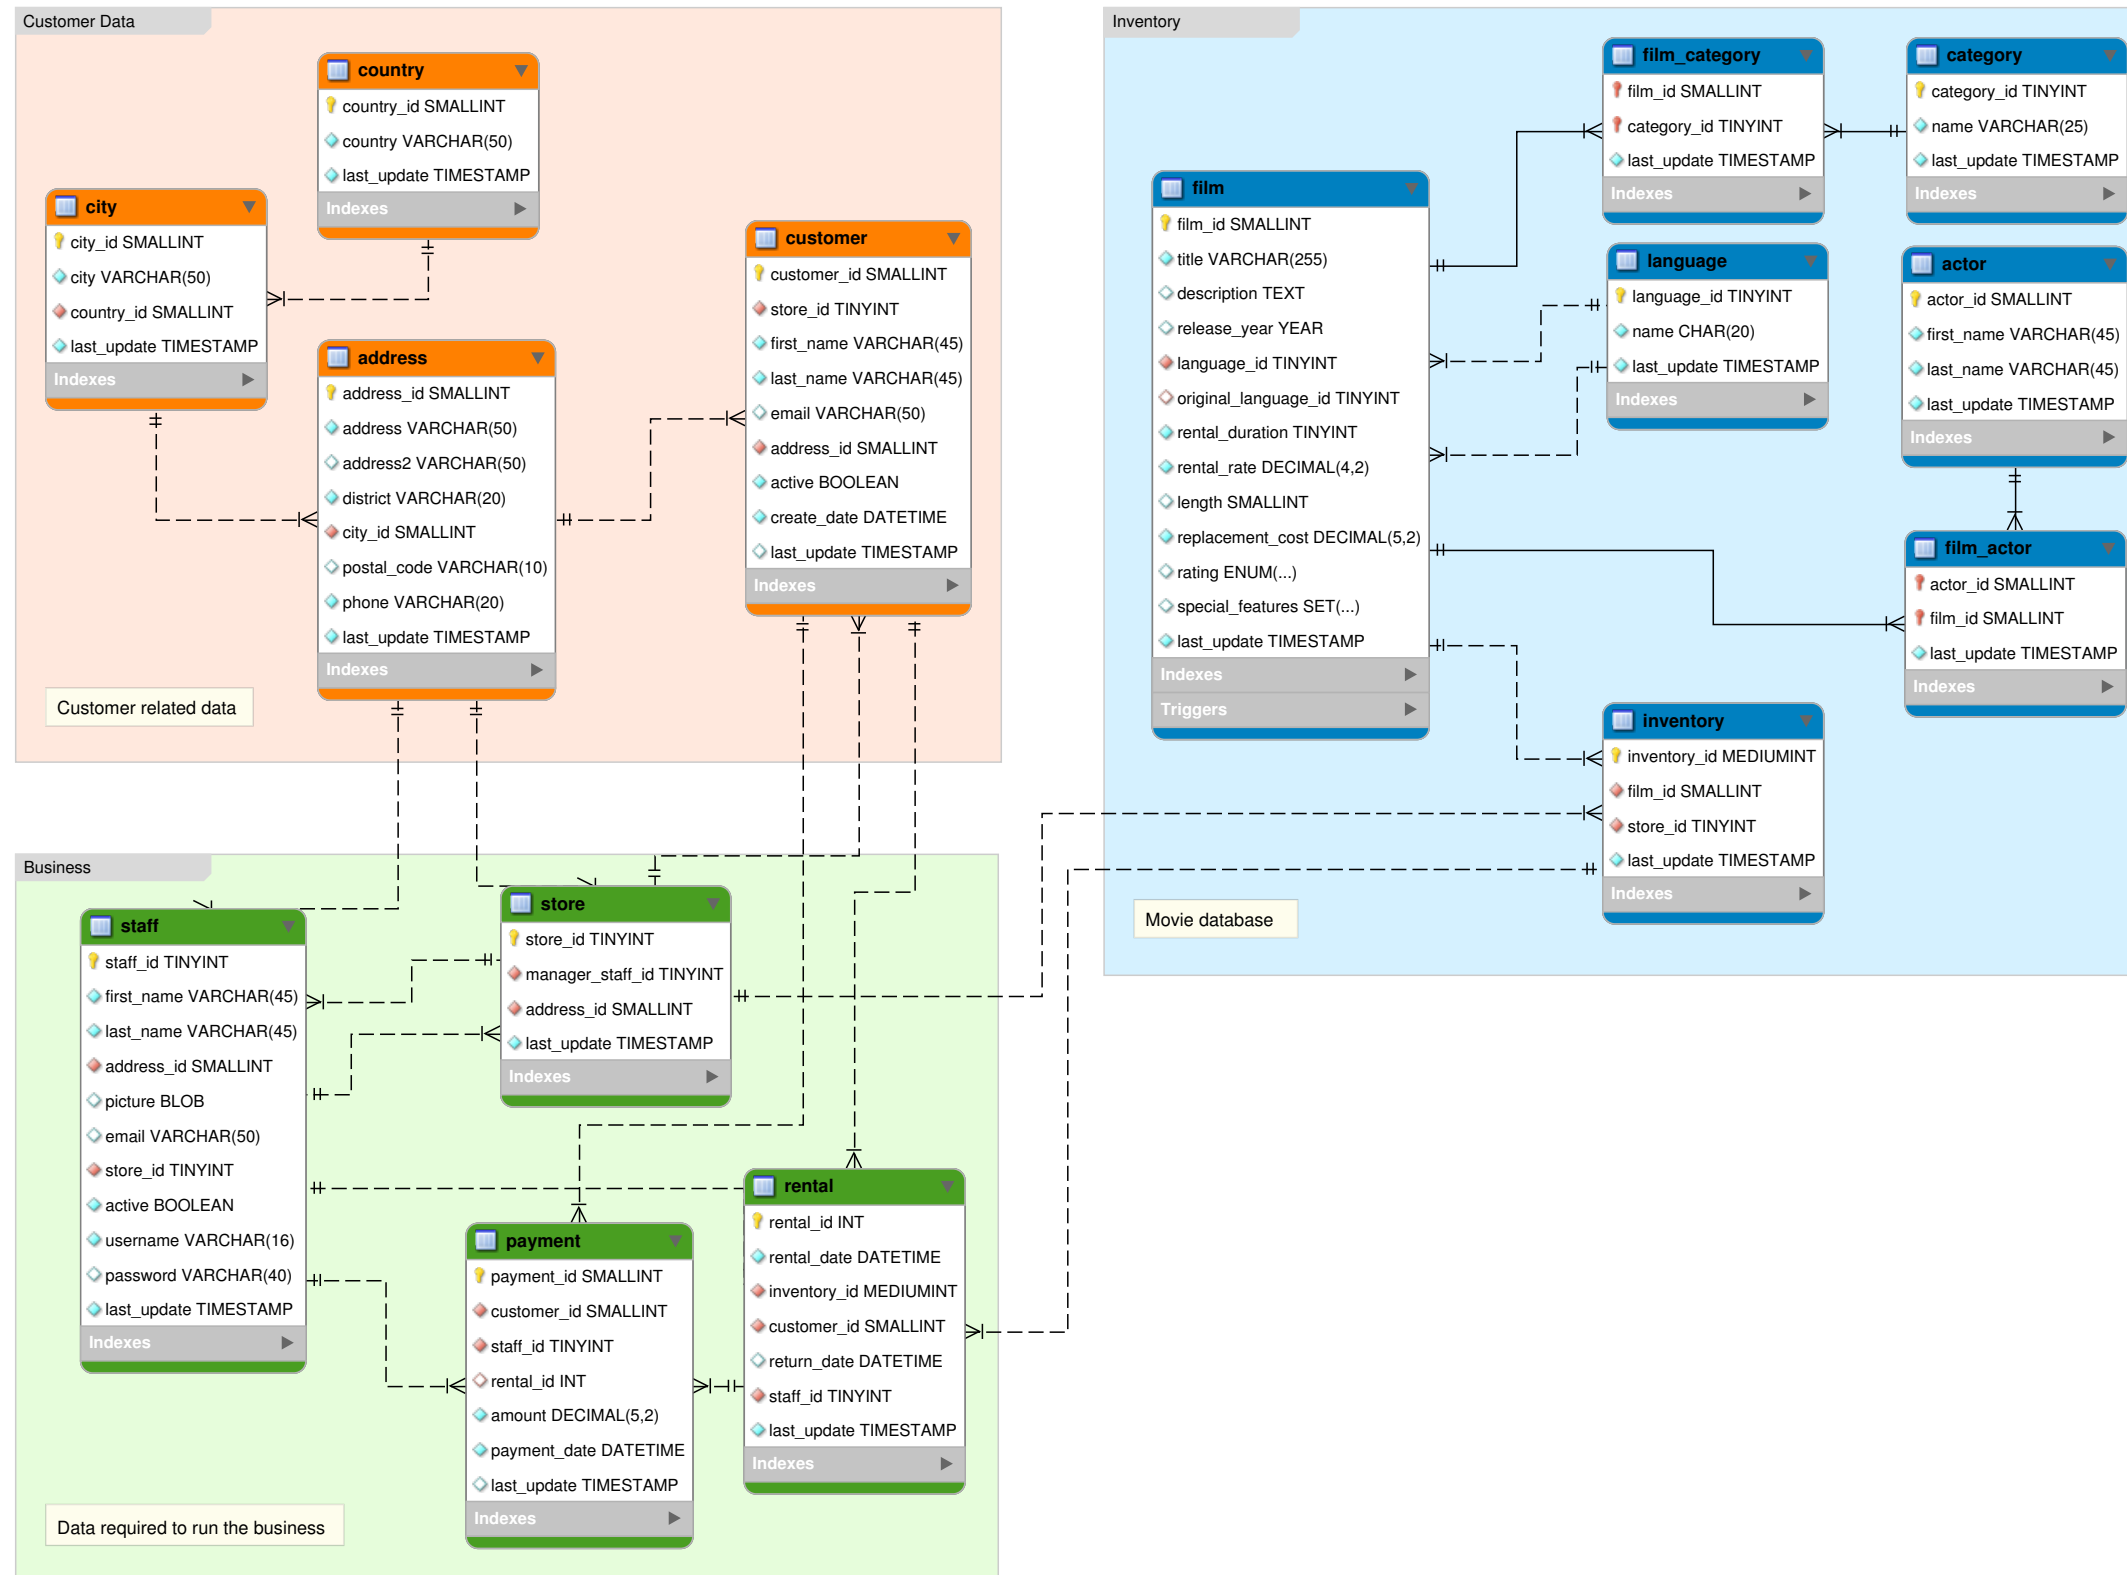 Customer Data
country
country_id SMALLINT
country VARCHAR(50)
last_update TIMESTAMP
Indexes
city
city_id SMALLINT
city VARCHAR(50)
country_id SMALLINT
last_update TIMESTAMP
Indexes
customer
customer_id SMALLINT
store_id TINYINT
first_name VARCHAR(45)
last_name VARCHAR(45)
email VARCHAR(50)
address_id SMALLINT
active BOOLEAN
create_date DATETIME
last_update TIMESTAMP
Indexes
address
address_id SMALLINT
address VARCHAR(50)
address2 VARCHAR(50)
district VARCHAR(20)
city_id SMALLINT
postal_code VARCHAR(10)
phone VARCHAR(20)
last_update TIMESTAMP
Indexes
Customer related data
Inventory
film_category
film_id SMALLINT
category_id TINYINT
last_update TIMESTAMP
Indexes
category
category_id TINYINT
name VARCHAR(25)
last_update TIMESTAMP
Indexes
film
film_id SMALLINT
title VARCHAR(255)
description TEXT
release_year YEAR
language_id TINYINT
original_language_id TINYINT
rental_duration TINYINT
rental_rate DECIMAL(4,2)
length SMALLINT
replacement_cost DECIMAL(5,2)
rating ENUM(...)
special_features SET(...)
last_update TIMESTAMP
Indexes
Triggers
language
language_id TINYINT
name CHAR(20)
last_update TIMESTAMP
Indexes
actor
actor_id SMALLINT
first_name VARCHAR(45)
last_name VARCHAR(45)
last_update TIMESTAMP
Indexes
film_actor
actor_id SMALLINT
film_id SMALLINT
last_update TIMESTAMP
Indexes
inventory
inventory_id MEDIUMINT
film_id SMALLINT
store_id TINYINT
last_update TIMESTAMP
Indexes
Movie database
Business
staff
staff_id TINYINT
first_name VARCHAR(45)
last_name VARCHAR(45)
address_id SMALLINT
picture BLOB
email VARCHAR(50)
store_id TINYINT
active BOOLEAN
username VARCHAR(16)
password VARCHAR(40)
last_update TIMESTAMP
Indexes
store
store_id TINYINT
manager_staff_id TINYINT
address_id SMALLINT
last_update TIMESTAMP
Indexes
payment
payment_id SMALLINT
customer_id SMALLINT
staff_id TINYINT
rental_id INT
amount DECIMAL(5,2)
payment_date DATETIME
last_update TIMESTAMP
Indexes
rental
rental_id INT
rental_date DATETIME
inventory_id MEDIUMINT
customer_id SMALLINT
return_date DATETIME
staff_id TINYINT
last_update TIMESTAMP
Indexes
Data required to run the business